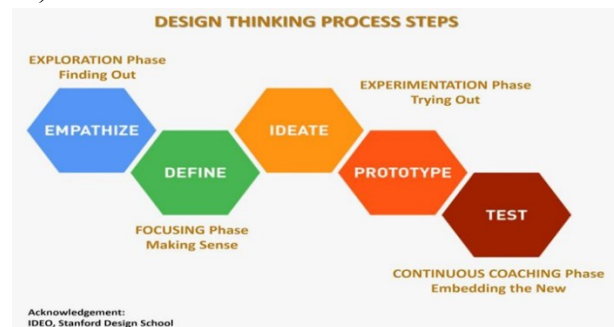 DESIGN THINKING PROCESS STEPS
EXPLORATION Phase
Finding Out
EXPERIMENTATION Phase
Trying Out
EMPATHIZE
DEFINE
IDEATE
PROTOTYPE
TEST
FOCUSING Phase
Making Sense
CONTINUOUS COACHING Phase
Embedding the New
Acknowledgement:
IDEO, Stanford Design School